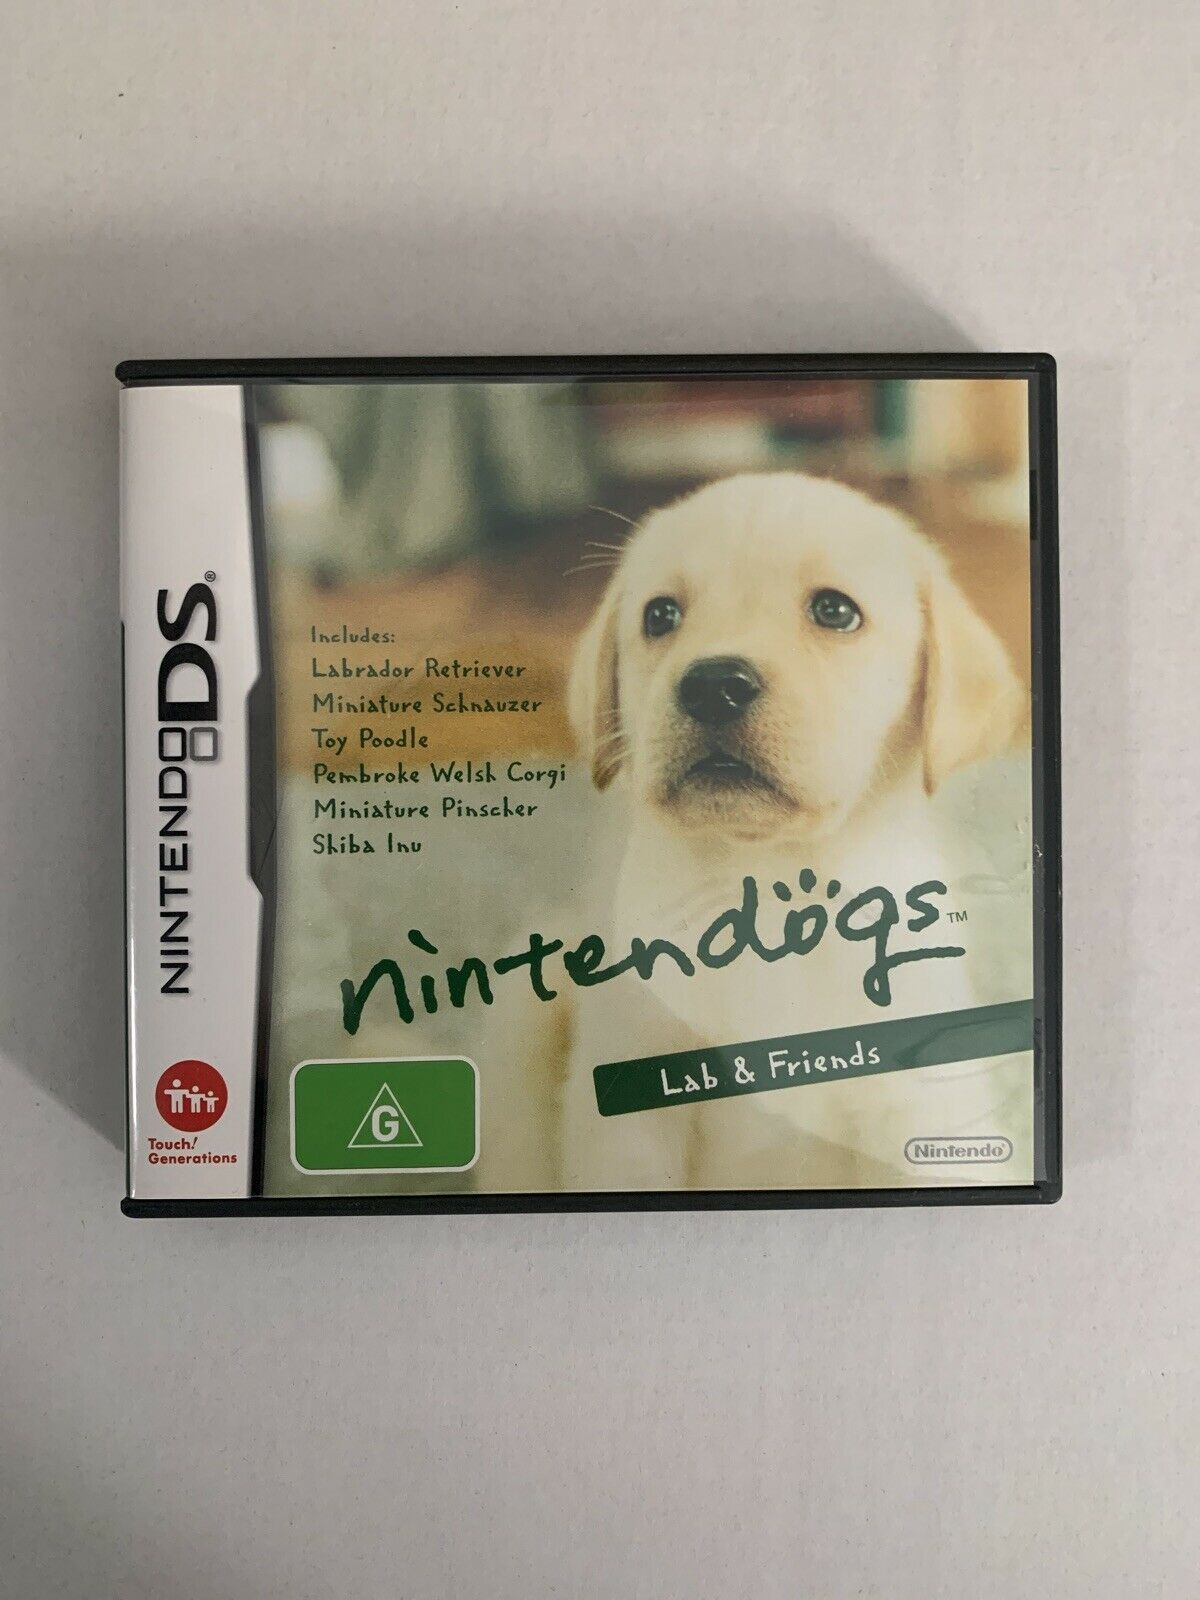 NINTENDO DS®
Includes:
Labrador Retriever
Miniature Schnauzer
Toy Poodle
Pembroke Welsh Corgi
Miniature Pinscher
Shiba Inu
nintendögs™
Lab & Friends
G
Touch!
Generations
Nintendo®